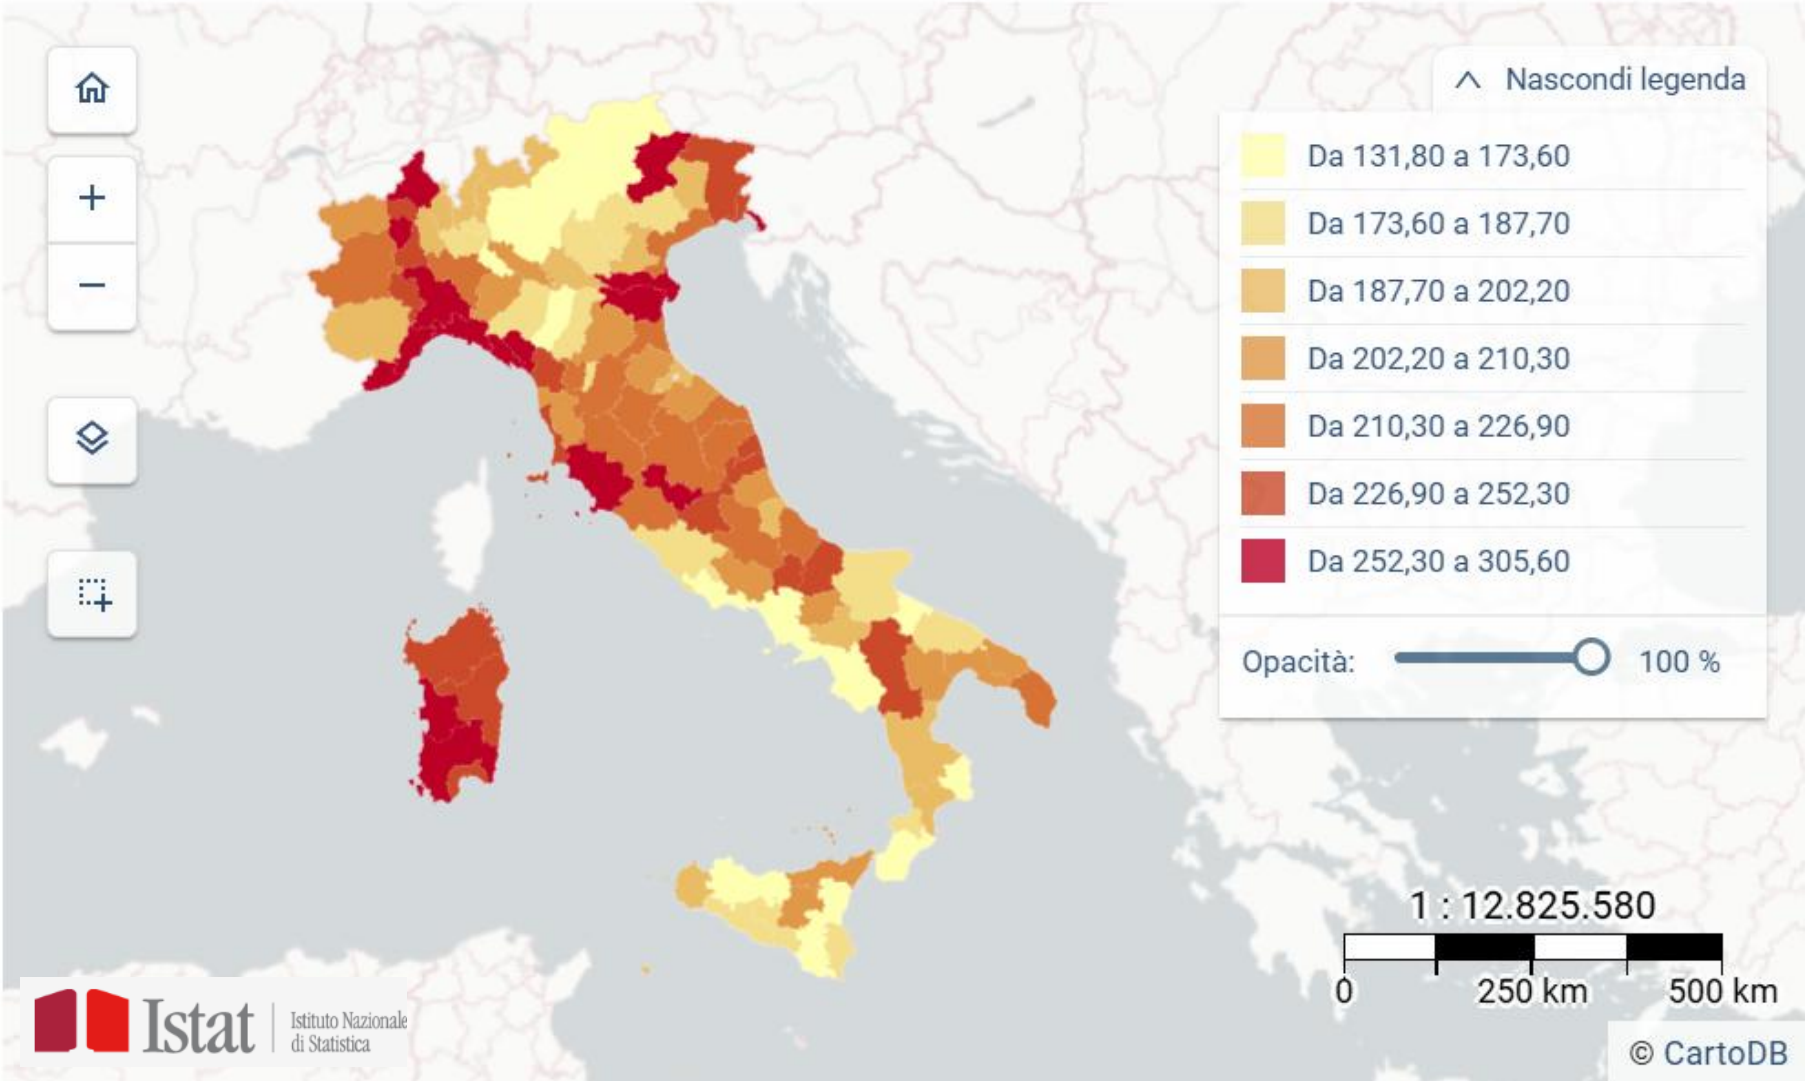 Nascondi legenda
Da 131,80 a 173,60
Da 173,60 a 187,70
Da 187,70 a 202,20
Da 202,20 a 210,30
Da 210,30 a 226,90
Da 226,90 a 252,30
Da 252,30 a 305,60
Opacità: 100 %
1 : 12.825.580
0 250 km 500 km
Istat
Istituto Nazionale
di Statistica
© CartoDB